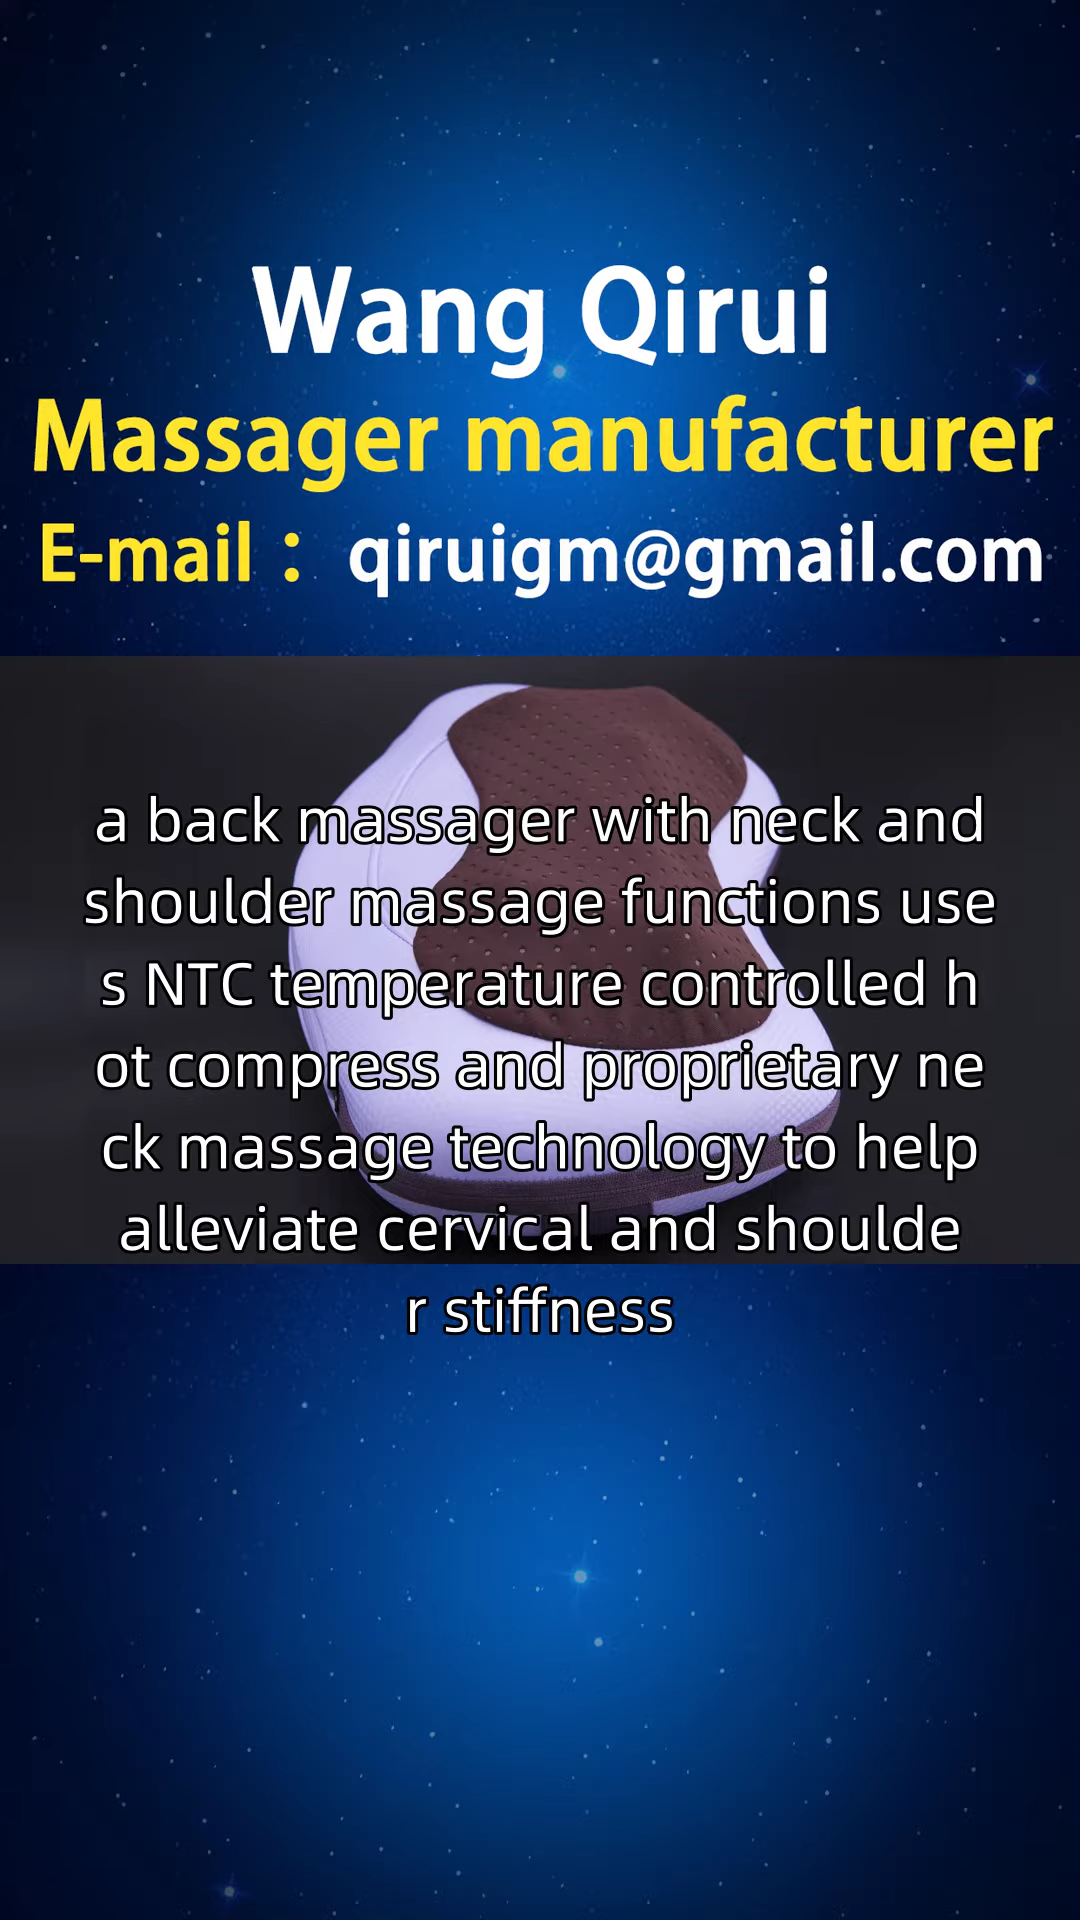 Wang Qirui
Massager manufacturer
E-mail： qiruigm@gmail.com
a back massager with neck and
shoulder massage functions use
s NTC temperature controlled h
ot compress and proprietary ne
ck massage technology to help
alleviate cervical and shoulde
r stiffness